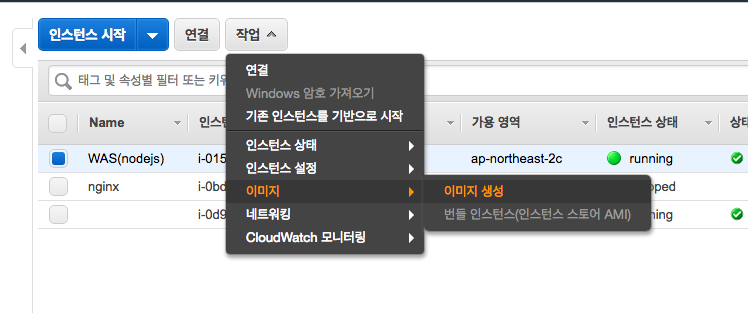 인스턴스 시작
연결
작업
태그 및 속성별 필터 또는 키워
연결
Windows 암호 가져오기
기존 인스턴스를 기반으로 시작
인스턴스 상태
인스턴스 설정
이미지
네트워킹
CloudWatch 모니터링
이미지 생성
번들 인스턴스(인스턴스 스토어 AMI)
Name 인스턴 가용 영역 인스턴스 상태 상태
WAS(nodejs) i-015 ap-northeast-2c running
nginx i-0bd pped
i-0d9 ning